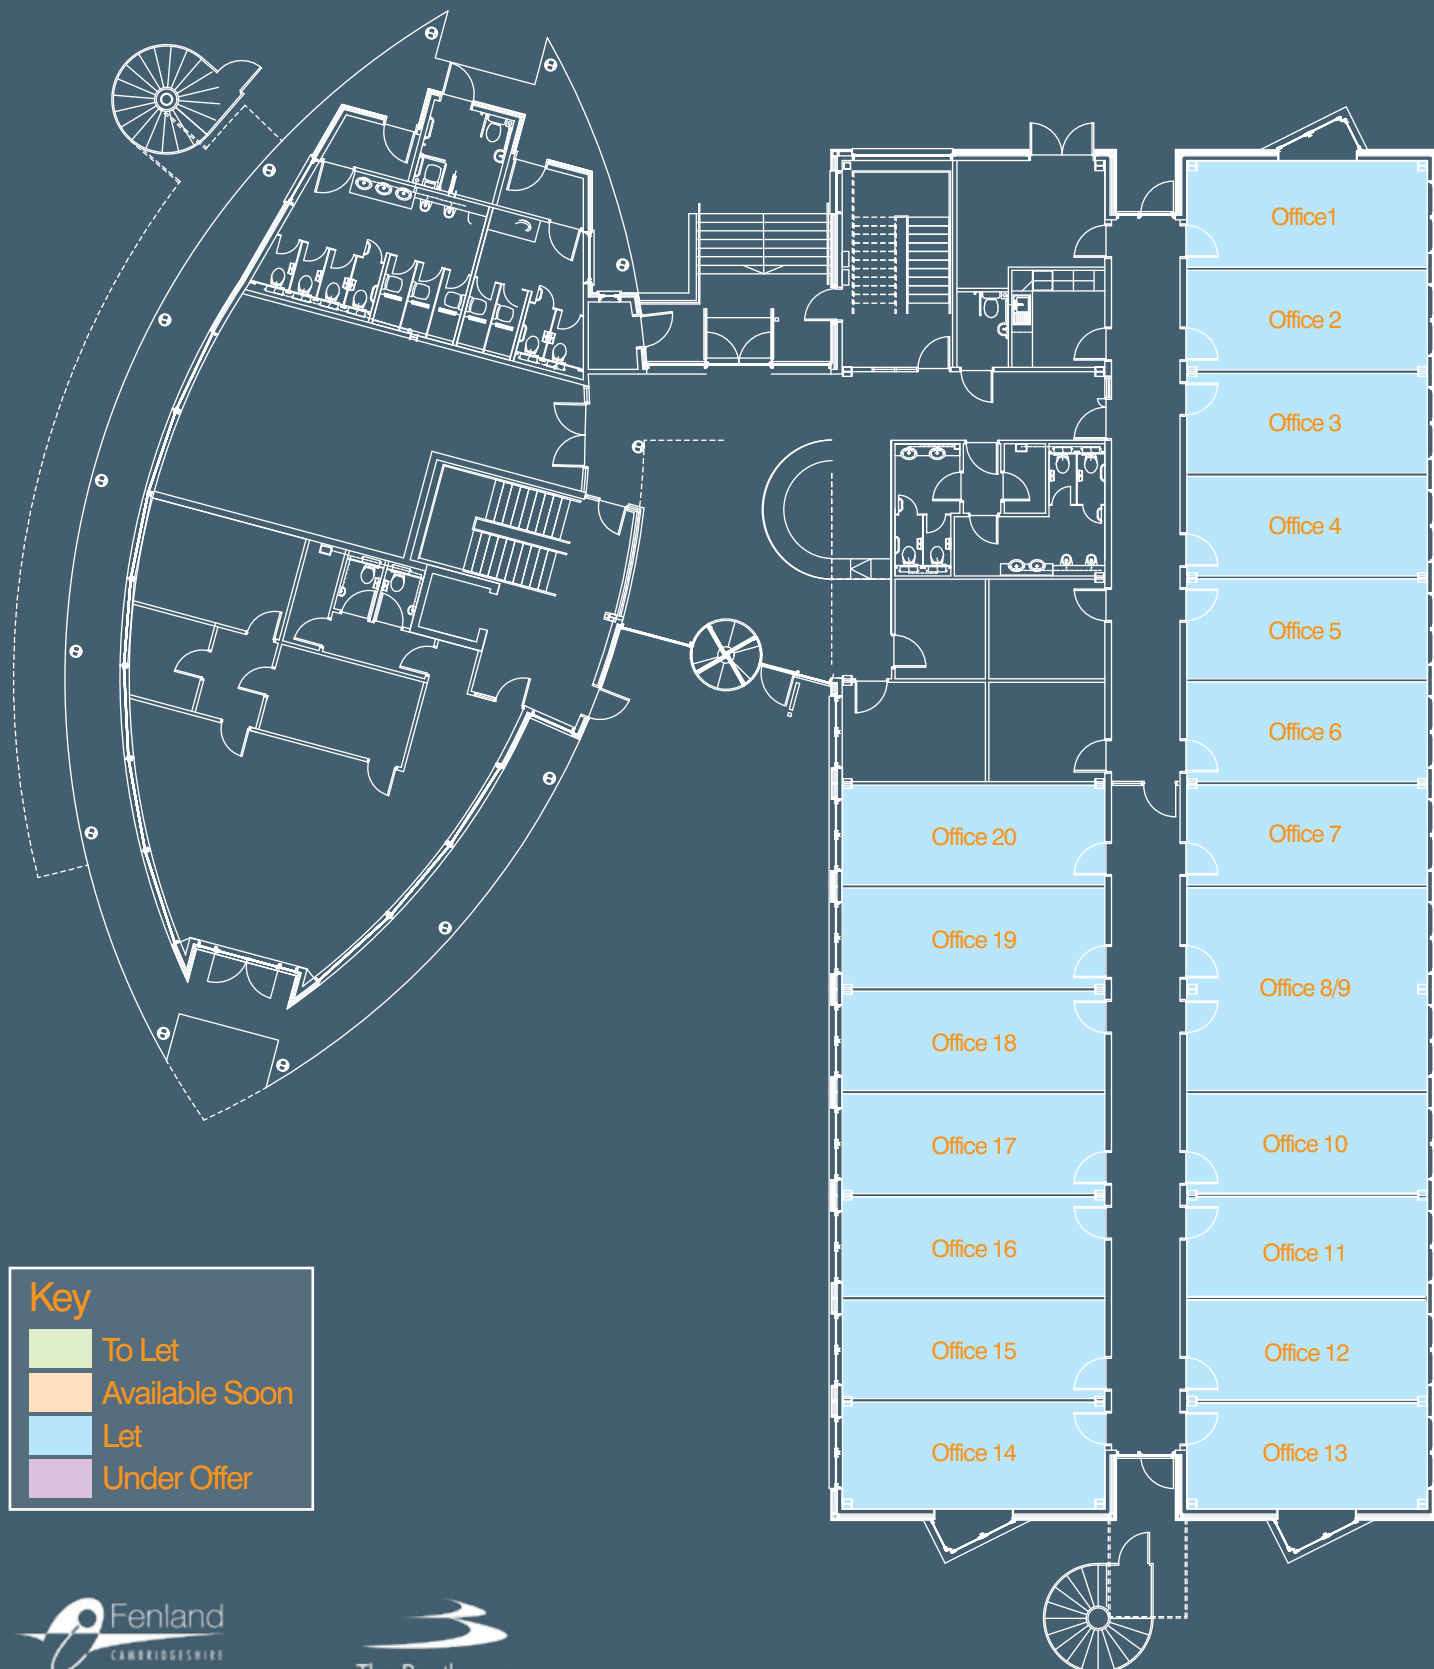 Office1
Office 2
Office 3
Office 4
Office 5
Office 6
Office 7
Office 20
Office 19
Office 8/9
Office 18
Office 17
Office 10
Office 16
Office 11
Office 15
Office 12
Office 14
Office 13
Key
To Let
Available Soon
Let
Under Offer
Fenland
CAMBRIDGESHIRE